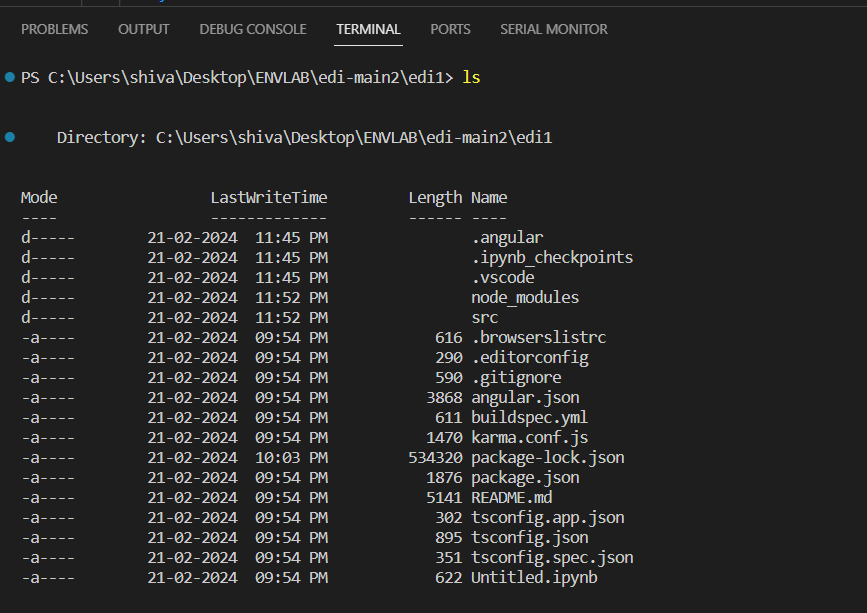 PROBLEMS OUTPUT DEBUG CONSOLE TERMINAL PORTS SERIAL MONITOR
PS C:\Users\shiva\Desktop\ENVLAB\edi-main2\edi1> ls
Directory: C:\Users\shiva\Desktop\ENVLAB\edi-main2\edi1
Mode LastWriteTime Length Name
---- ------------- ------ ----
d----- 21-02-2024 11:45 PM .angular
d----- 21-02-2024 11:45 PM .ipynb_checkpoints
d----- 21-02-2024 11:45 PM .vscode
d----- 21-02-2024 11:52 PM node_modules
d----- 21-02-2024 11:52 PM src
-a---- 21-02-2024 09:54 PM 616 .browserslistrc
-a---- 21-02-2024 09:54 PM 290 .editorconfig
-a---- 21-02-2024 09:54 PM 590 .gitignore
-a---- 21-02-2024 09:54 PM 3868 angular.json
-a---- 21-02-2024 09:54 PM 611 buildspec.yml
-a---- 21-02-2024 09:54 PM 1470 karma.conf.js
-a---- 21-02-2024 10:03 PM 534320 package-lock.json
-a---- 21-02-2024 09:54 PM 1876 package.json
-a---- 21-02-2024 09:54 PM 5141 README.md
-a---- 21-02-2024 09:54 PM 302 tsconfig.app.json
-a---- 21-02-2024 09:54 PM 895 tsconfig.json
-a---- 21-02-2024 09:54 PM 351 tsconfig.spec.json
-a---- 21-02-2024 09:54 PM 622 Untitled.ipynb